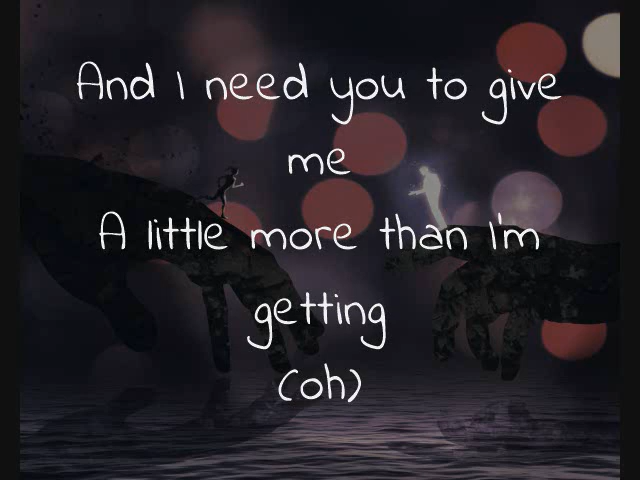 And I need you to give
me
A little more than I'm
getting
(oh)